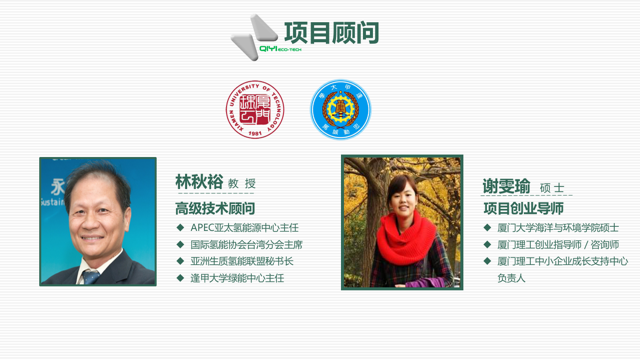 项目顾问
QIYI ECO-TECH
XIAMEN UNIVERSITY OF TECHNOLOGY
1981
林秋裕 教 授
高级技术顾问
◆ APEC亚太氢能源中心主任
◆ 国际氢能协会台湾分会主席
◆ 亚洲生质氢能联盟秘书长
◆ 逢甲大学绿能中心主任
谢雯瑜 硕 士
项目创业导师
◆ 厦门大学海洋与环境学院硕士
◆ 厦门理工创业指导师 / 咨询师
◆ 厦门理工中小企业成长支持中心
负责人